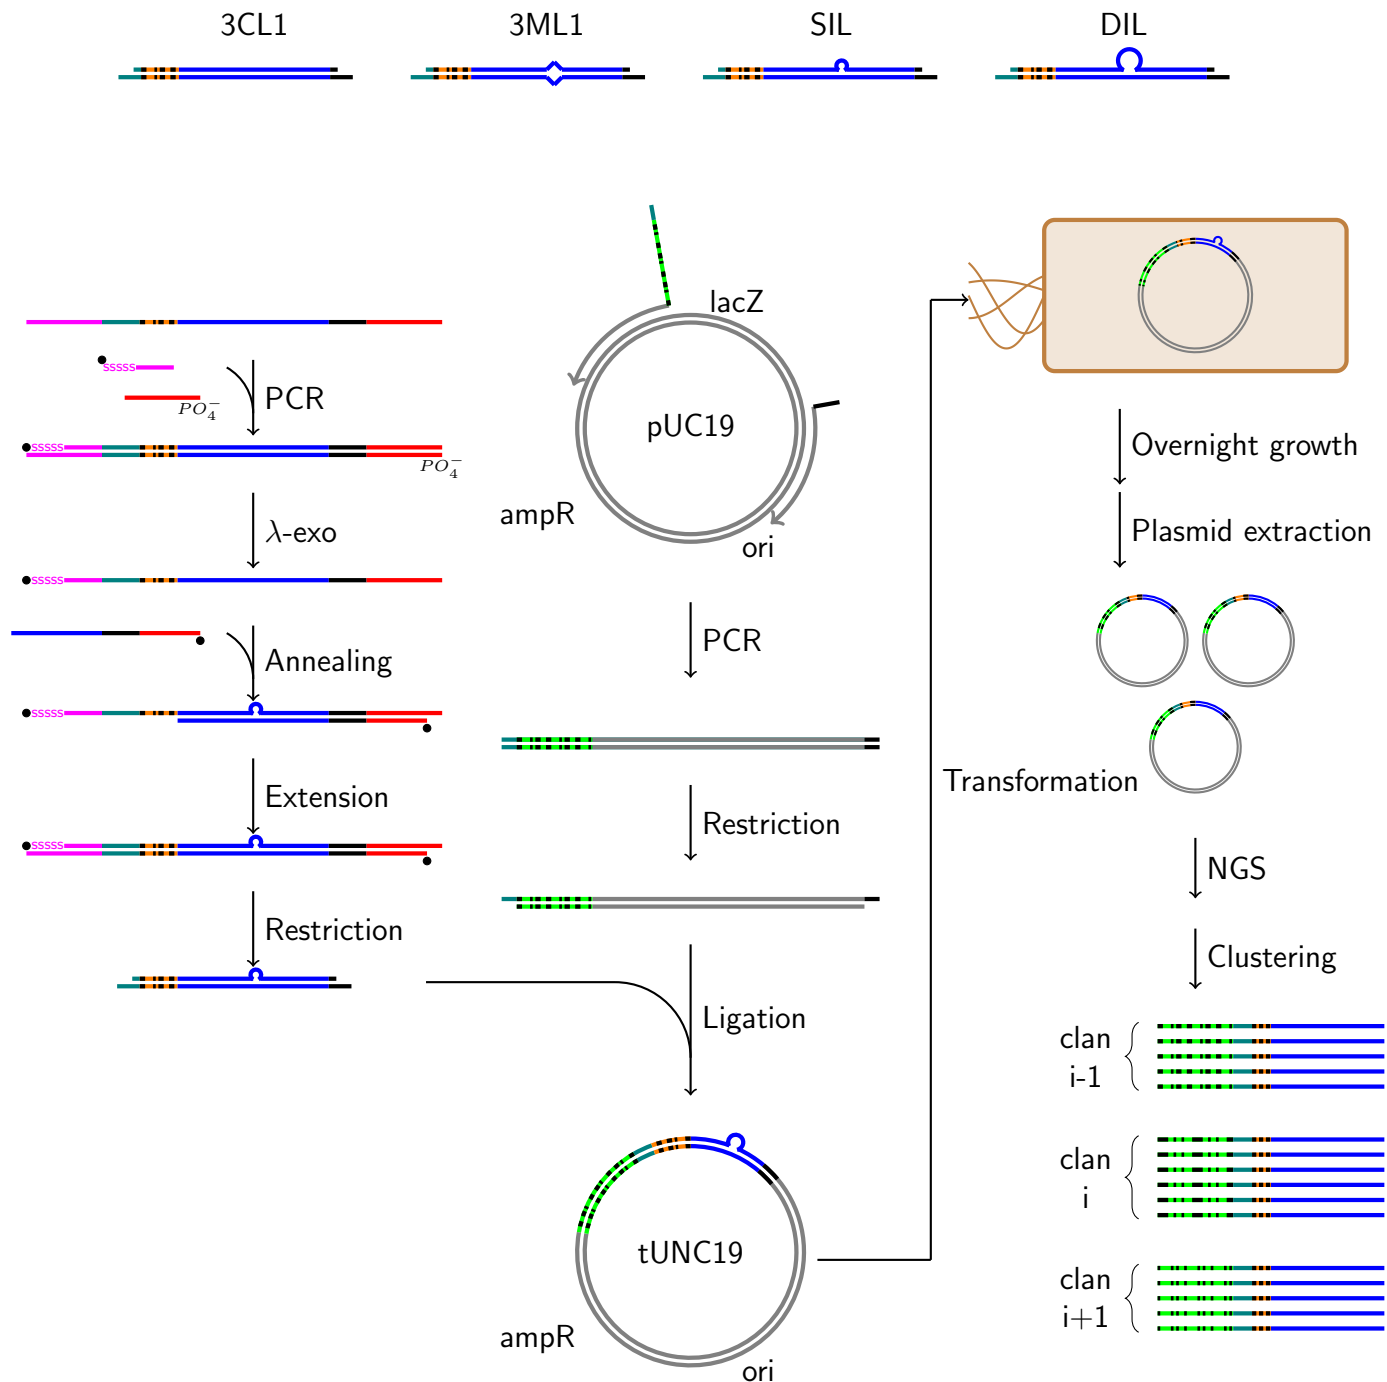 3CL1
3ML1
SIL
DIL
sssss
PO₄⁻
PCR
sssss
PO₄⁻
λ-exo
sssss
Annealing
sssss
Extension
sssss
Restriction
lacZ
pUC19
ampR
ori
PCR
Restriction
Ligation
tUNC19
ampR
ori
Transformation
Overnight growth
Plasmid extraction
NGS
Clustering
clan
i-1
clan
i
clan
i+1